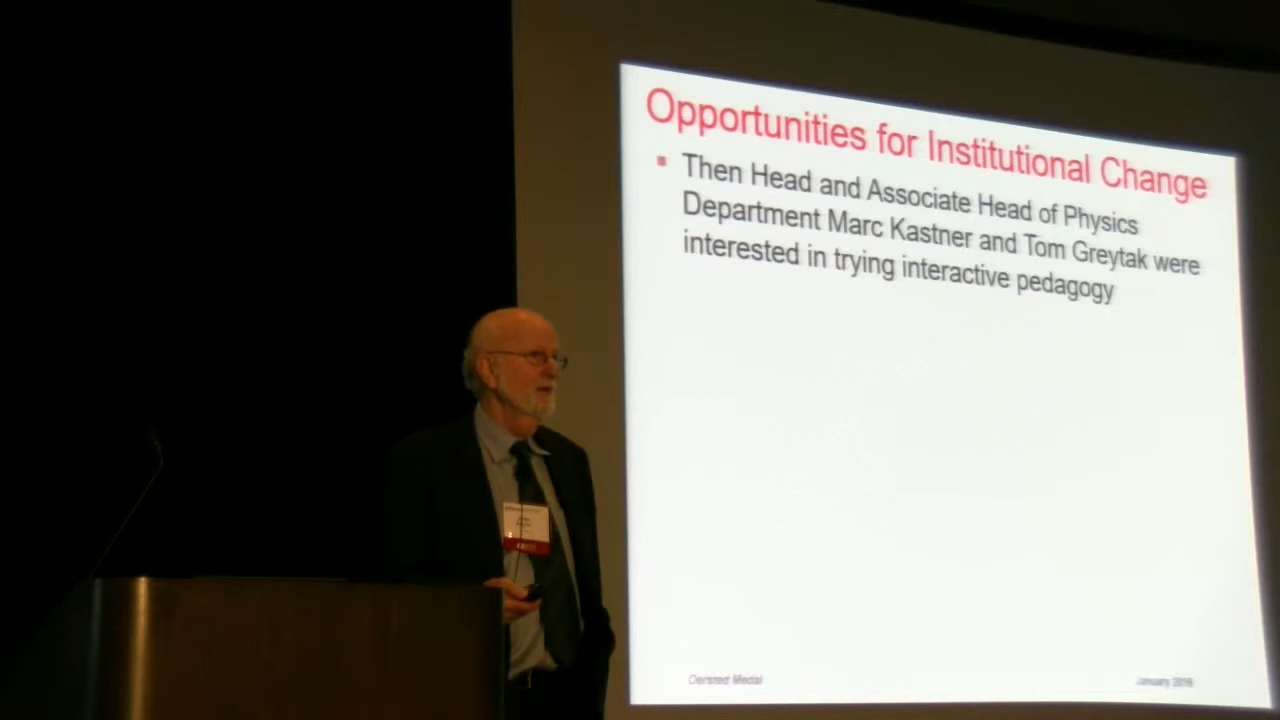 Opportunities for Institutional Change
▪ Then Head and Associate Head of Physics
Department Marc Kastner and Tom Greytak were
interested in trying interactive pedagogy
Oersted Medal
January 2016